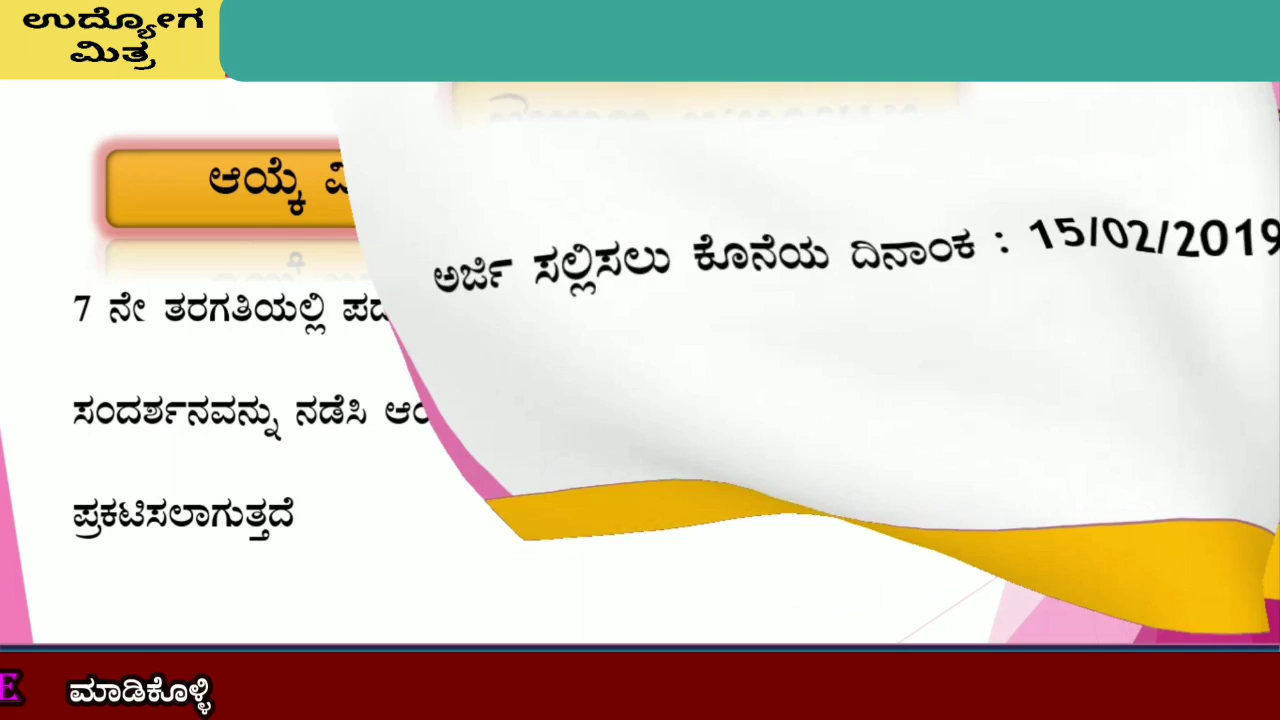 ಉದ್ಯೋಗ
ಮಿತ್ರ
ಆಯ್ಕೆ
ಅರ್ಜಿ ಸಲ್ಲಿಸಲು ಕೊನೆಯ ದಿನಾಂಕ : 15/02/2019
7 ನೇ ತರಗತಿಯಲ್ಲಿ
ಸಂದರ್ಶನವನ್ನು ನಡೆಸಿ
ಪ್ರಕಟಿಸಲಾಗುತ್ತದೆ
ಮಾಡಿಕೊಳ್ಳಿ